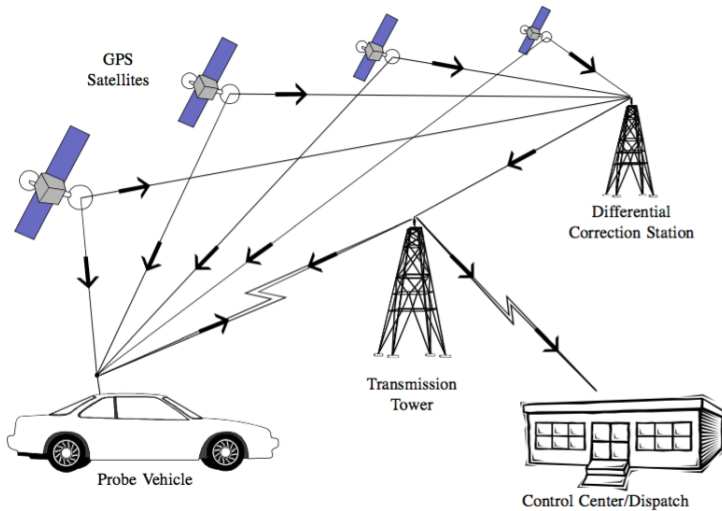 GPS
Satellites
Differential
Correction Station
Transmission
Tower
Probe Vehicle
Control Center/Dispatch